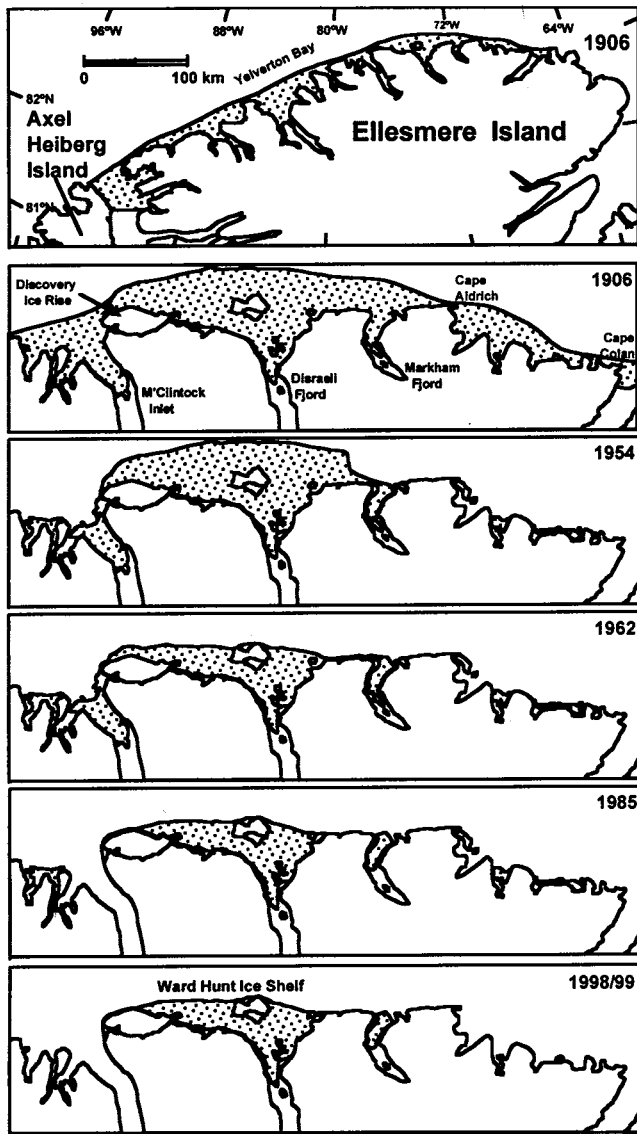 96°W 88°W 80°W 72°W 64°W
1906
0 100 km
Yelverton Bay
82°N
Axel
Heiberg
Island
Ellesmere Island
81°N
1906
Discovery
Ice Rise
Cape
Aldrich
Cape
Colan
M'Clintock
Inlet
Disraeli
Fjord
Markham
Fjord
1954
1962
1985
Ward Hunt Ice Shelf
1998/99